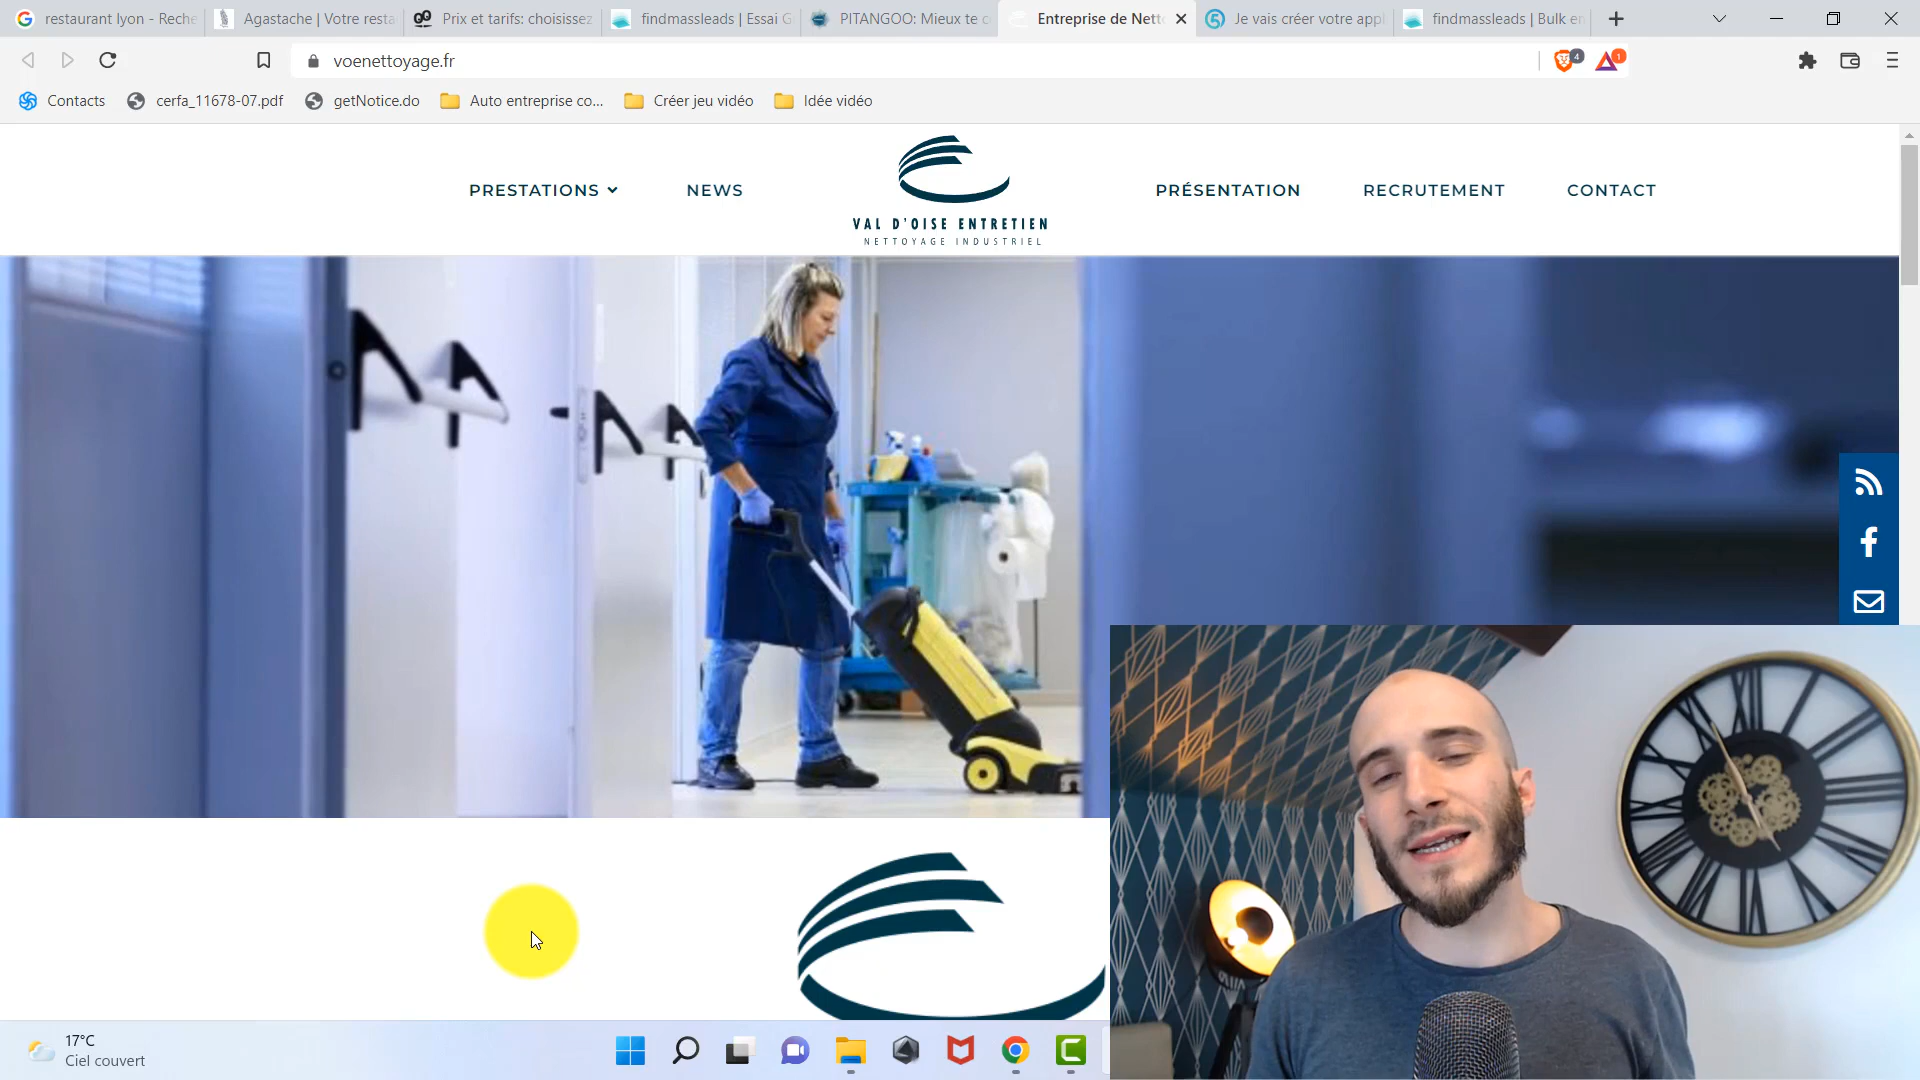 restaurant lyon - Reche
Agastache | Votre resta
Prix et tarifs: choisissez
findmassleads | Essai G
PITANGOO: Mieux te c
Entreprise de Nett
Je vais créer votre appl
findmassleads | Bulk en
voenettoyage.fr
4
1
Contacts
cerfa_11678-07.pdf
getNotice.do
Auto entreprise co...
Créer jeu vidéo
Idée vidéo
PRESTATIONS
NEWS
VAL D'OISE ENTRETIEN
NETTOYAGE INDUSTRIEL
PRÉSENTATION
RECRUTEMENT
CONTACT
17°C
Ciel couvert